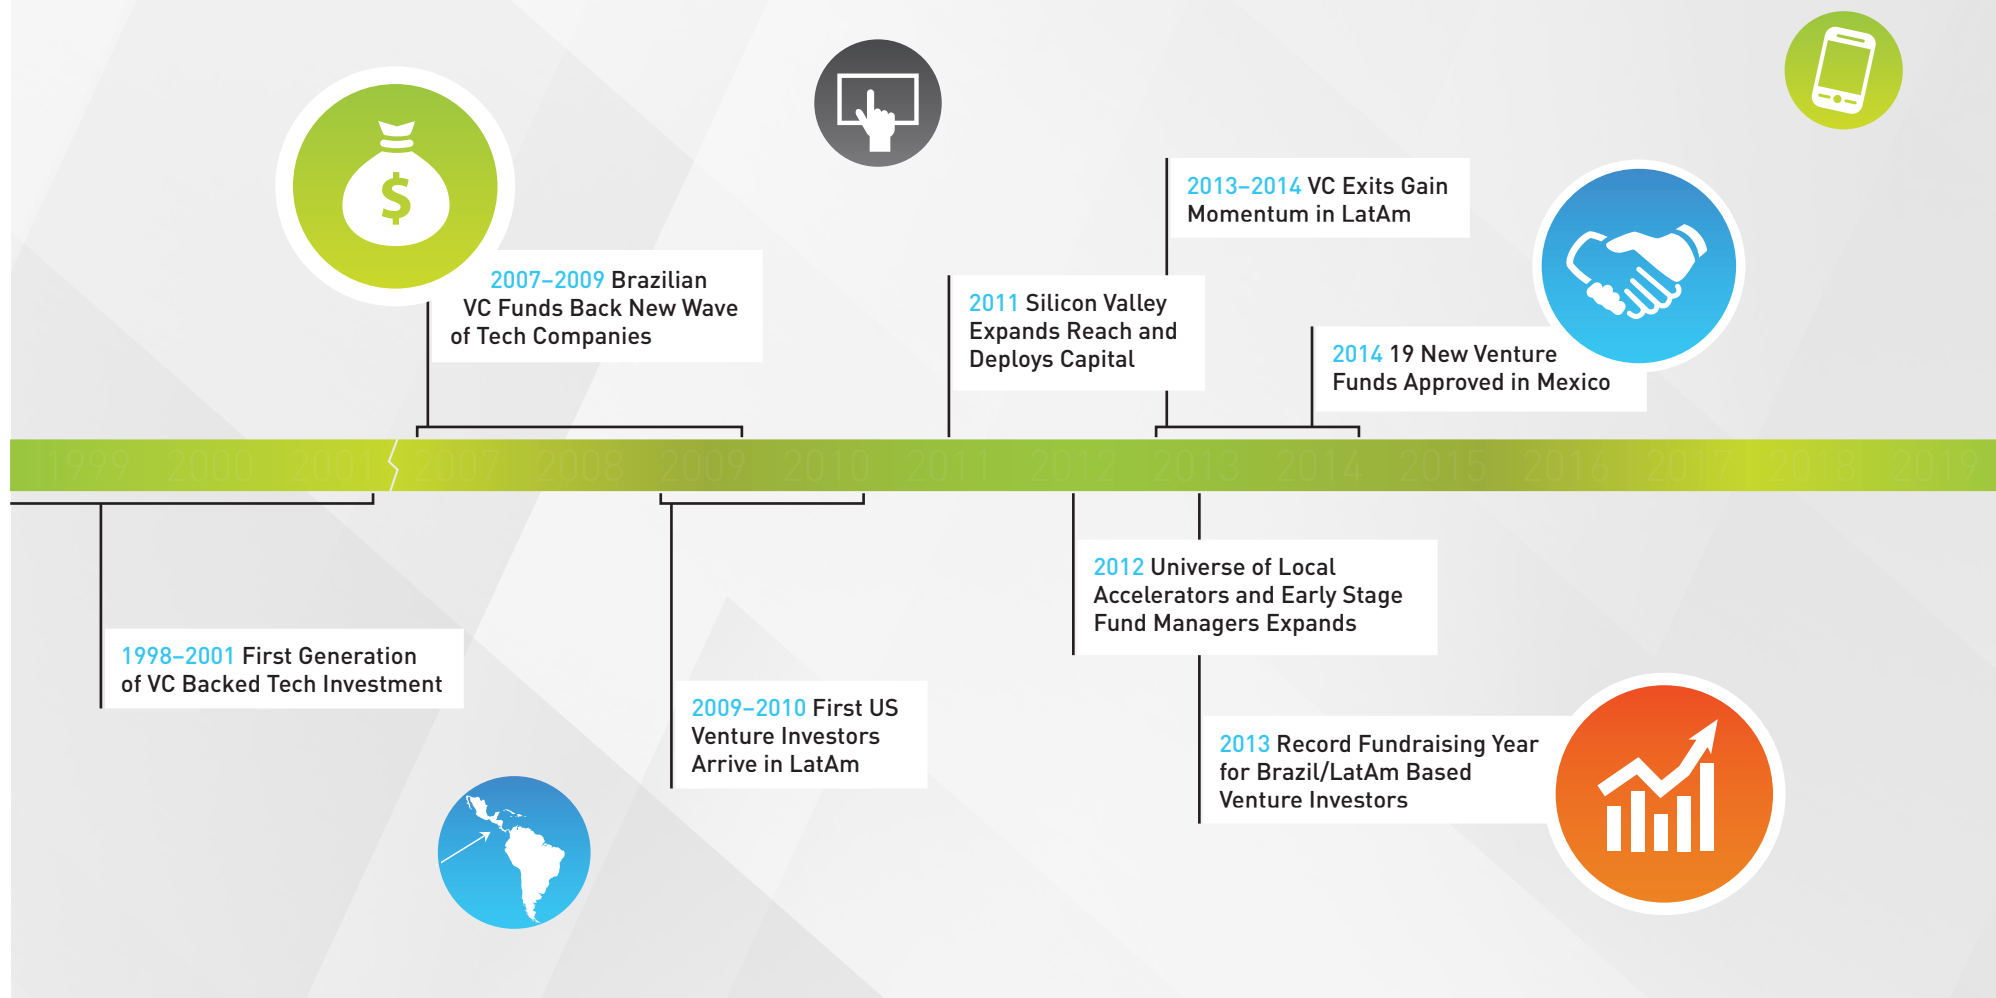 2013–2014 VC Exits Gain
Momentum in LatAm
2007–2009 Brazilian
VC Funds Back New Wave
of Tech Companies
2011 Silicon Valley
Expands Reach and
Deploys Capital
2014 19 New Venture
Funds Approved in Mexico
1999 2000 2001 2007 2008 2009 2010 2011 2012 2013 2014 2015 2016 2017 2018 2019
2012 Universe of Local
Accelerators and Early Stage
Fund Managers Expands
1998–2001 First Generation
of VC Backed Tech Investment
2009–2010 First US
Venture Investors
Arrive in LatAm
2013 Record Fundraising Year
for Brazil/LatAm Based
Venture Investors
$